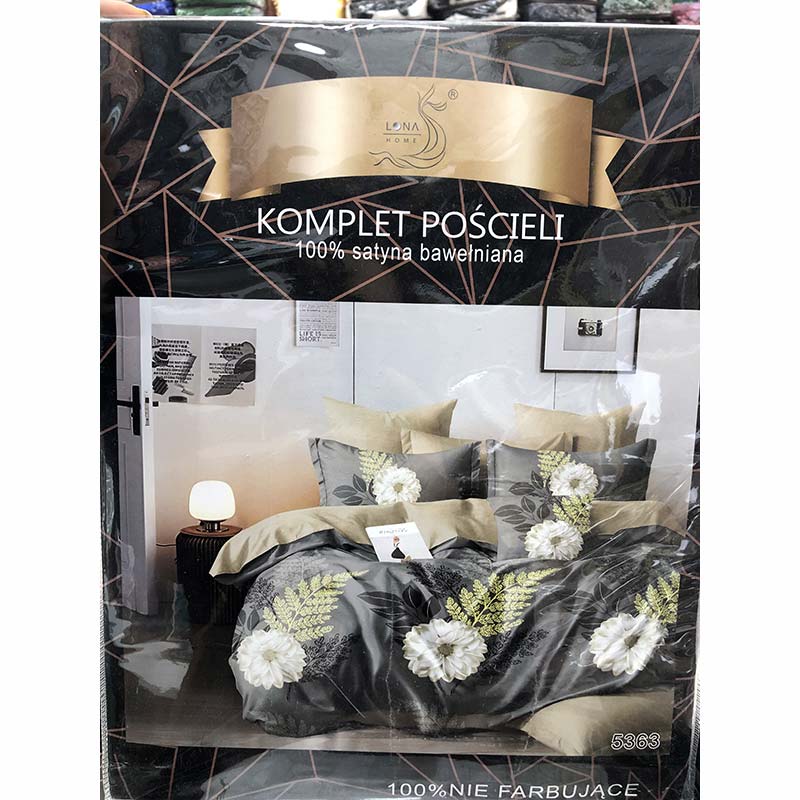 ®
LONA
HOME
KOMPLET POŚCIELI
100% satyna bawełniana
LIFE IS
SHORT
5363
100%NIE FARBUJĄCE